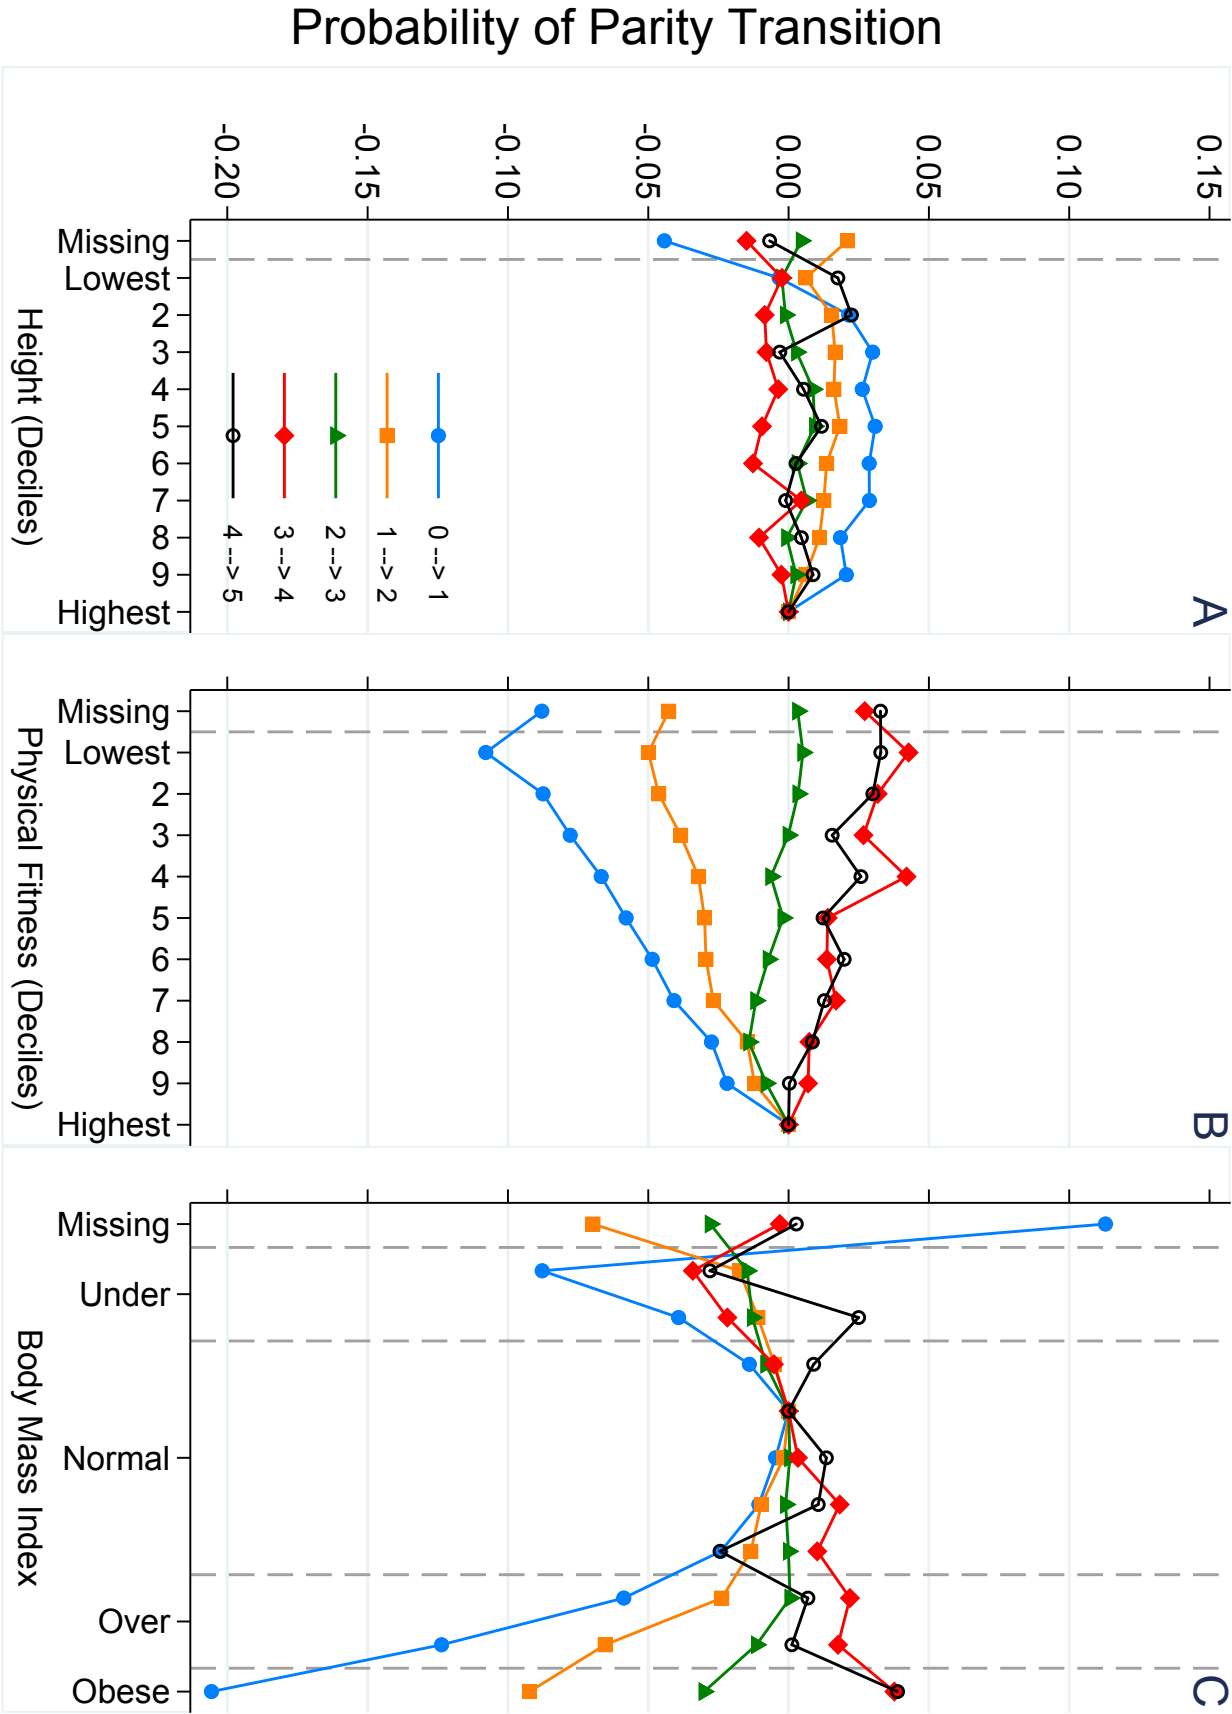 Probability of Parity Transition
A
0.15
0.10
0.05
0.00
-0.05
-0.10
-0.15
-0.20
Missing
Lowest
2
3
4
5
6
7
8
9
Highest
Height (Deciles)
0 ---> 1
1 ---> 2
2 ---> 3
3 ---> 4
4 ---> 5
B
Missing
Lowest
2
3
4
5
6
7
8
9
Highest
Physical Fitness (Deciles)
C
Missing
Under
Normal
Over
Obese
Body Mass Index